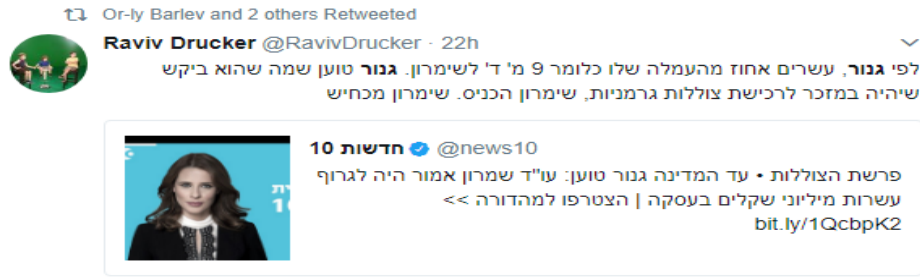 Or-ly Barlev and 2 others Retweeted
Raviv Drucker @RavivDrucker · 22h
לפי גנור, עשרים אחוז מהעמלה שלו כלומר 9 מ' ד' לשימרון. גנור טוען שמה שהוא ביקש
שיהיה במזכר לרכישת צוללות גרמניות, שימרון הכניס. שימרון מכחיש
חדשות 10 @news10
פרשת הצוללות • עד המדינה גנור טוען: עו"ד שמרון אמור היה לגרוף
עשרות מיליוני שקלים בעסקה | הצטרפו למהדורה >>
bit.ly/1QcbpK2